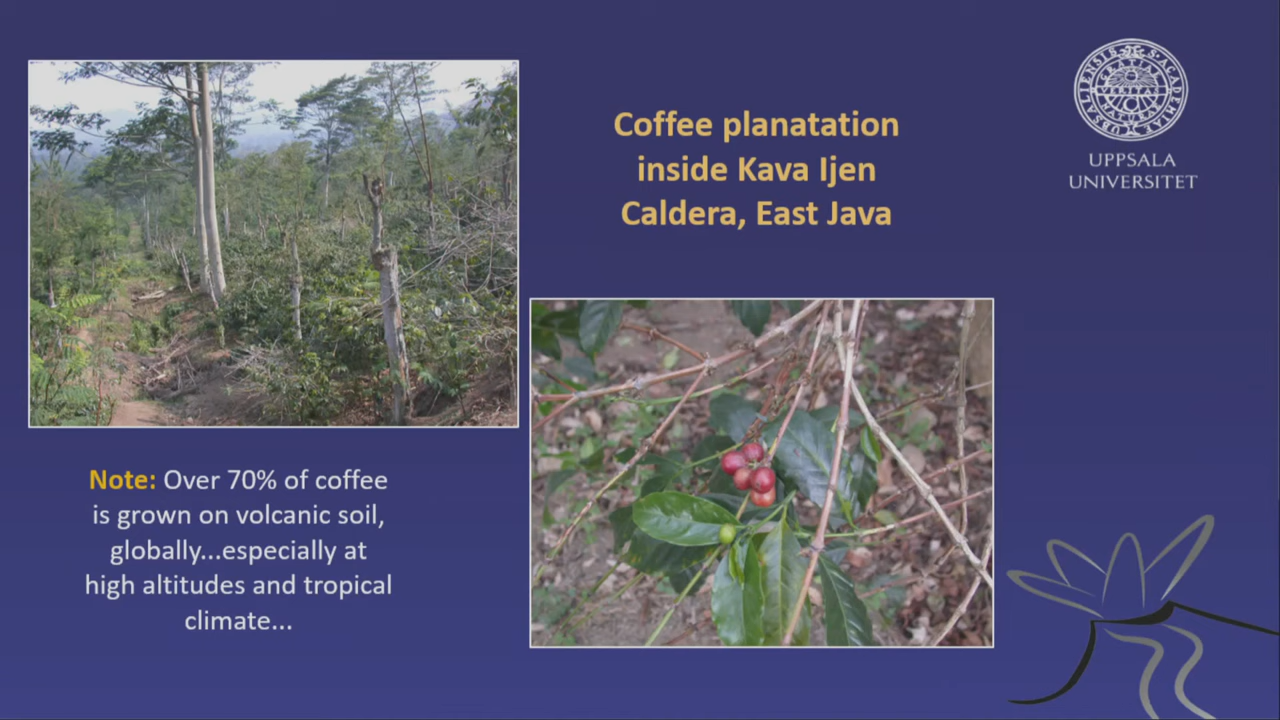 Coffee planatation
inside Kava Ijen
Caldera, East Java
UPPSALA
UNIVERSITET
Note: Over 70% of coffee
is grown on volcanic soil,
globally...especially at
high altitudes and tropical
climate...